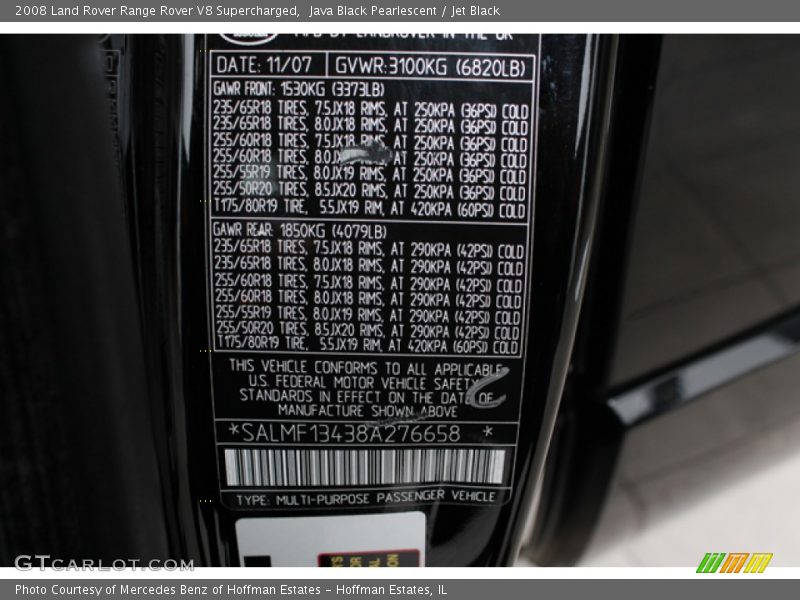 2008 Land Rover Range Rover V8 Supercharged,  Java Black Pearlescent / Jet Black
MFD BY LANDROVER IN THE UK
DATE: 11/07 GVWR:3100KG (6820LB)
GAWR FRONT: 1530KG (3373LB)
235/65R18 TIRES, 7.5JX18 RIMS, AT 250KPA (36PSI) COLD
235/65R18 TIRES, 8.0JX18 RIMS, AT 250KPA (36PSI) COLD
255/60R18 TIRES, 7.5JX18 RIMS, AT 250KPA (36PSI) COLD
255/60R18 TIRES, 8.0JX18 RIMS, AT 250KPA (36PSI) COLD
255/55R19 TIRES, 8.0JX19 RIMS, AT 250KPA (36PSI) COLD
255/50R20 TIRES, 8.5JX20 RIMS, AT 250KPA (36PSI) COLD
T175/80R19 TIRE, 5.5JX19 RIM, AT 420KPA (60PSI) COLD
GAWR REAR: 1850KG (4079LB)
235/65R18 TIRES, 7.5JX18 RIMS, AT 290KPA (42PSI) COLD
235/65R18 TIRES, 8.0JX18 RIMS, AT 290KPA (42PSI) COLD
255/60R18 TIRES, 7.5JX18 RIMS, AT 290KPA (42PSI) COLD
255/60R18 TIRES, 8.0JX18 RIMS, AT 290KPA (42PSI) COLD
255/55R19 TIRES, 8.0JX19 RIMS, AT 290KPA (42PSI) COLD
255/50R20 TIRES, 8.5JX20 RIMS, AT 290KPA (42PSI) COLD
T175/80R19 TIRE, 5.5JX19 RIM, AT 420KPA (60PSI) COLD
THIS VEHICLE CONFORMS TO ALL APPLICABLE
U.S. FEDERAL MOTOR VEHICLE SAFETY
STANDARDS IN EFFECT ON THE DATE OF
MANUFACTURE SHOWN ABOVE
*SALMF13438A276658 *
TYPE: MULTI-PURPOSE PASSENGER VEHICLE
GTcarlot.com
Photo Courtesy of Mercedes Benz of Hoffman Estates - Hoffman Estates, IL